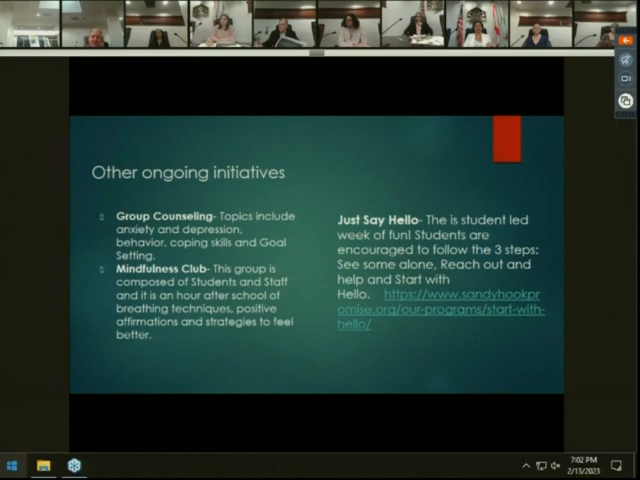 Other ongoing initiatives
Group Counseling- Topics include
anxiety and depression,
behavior, coping skills and Goal
Setting.
Mindfulness Club- This group is
composed of Students and Staff
and it is an hour after school of
breathing techniques, positive
affirmations and strategies to feel
better.
Just Say Hello- The is student led
week of fun! Students are
encouraged to follow the 3 steps:
See some alone, Reach out and
help and Start with
Hello. https://www.sandyhookpr
omise.org/our-programs/start-with-
hello/
7:02 PM
2/13/2023